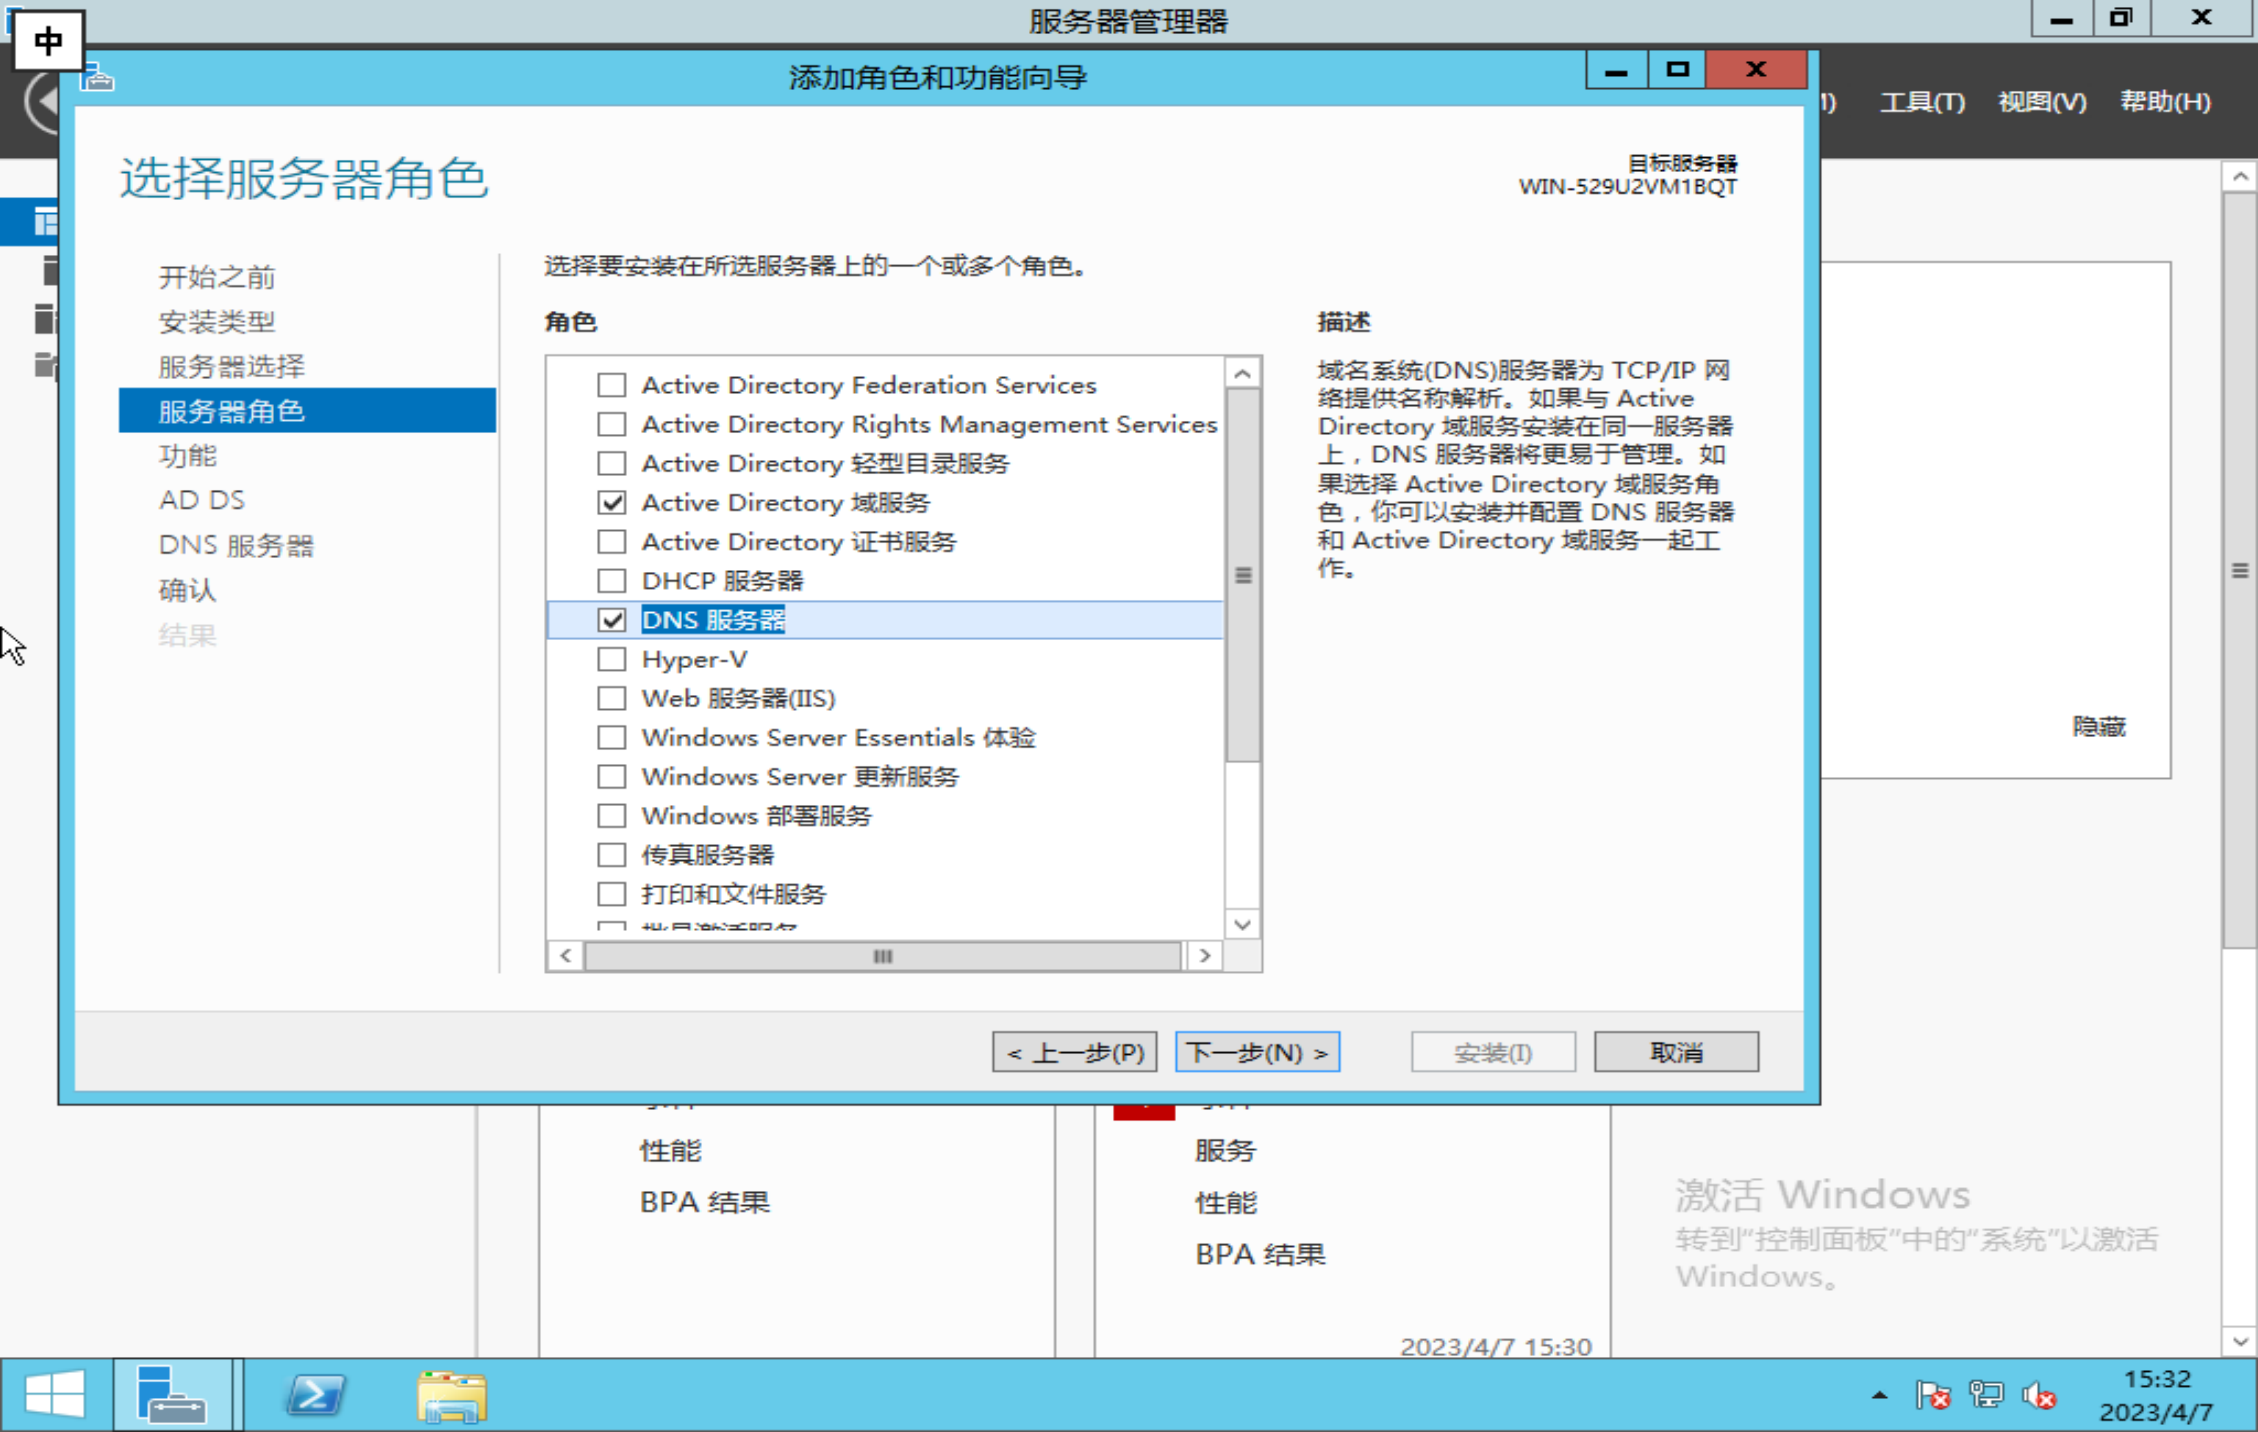 服务器管理器
中
添加角色和功能向导
工具(T)
视图(V)
帮助(H)
选择服务器角色
目标服务器
WIN-529U2VM1BQT
开始之前
安装类型
服务器选择
服务器角色
功能
AD DS
DNS 服务器
确认
结果
选择要安装在所选服务器上的一个或多个角色。
角色
Active Directory Federation Services
Active Directory Rights Management Services
Active Directory 轻型目录服务
Active Directory 域服务
Active Directory 证书服务
DHCP 服务器
DNS 服务器
Hyper-V
Web 服务器(IIS)
Windows Server Essentials 体验
Windows Server 更新服务
Windows 部署服务
传真服务器
打印和文件服务
描述
域名系统(DNS)服务器为 TCP/IP 网
络提供名称解析。如果与 Active
Directory 域服务安装在同一服务器
上，DNS 服务器将更易于管理。如
果选择 Active Directory 域服务角
色，你可以安装并配置 DNS 服务器
和 Active Directory 域服务一起工
作。
隐藏
< 上一步(P)
下一步(N) >
安装(I)
取消
性能
BPA 结果
服务
性能
BPA 结果
2023/4/7 15:30
激活 Windows
转到"控制面板"中的"系统"以激活
Windows。
15:32
2023/4/7